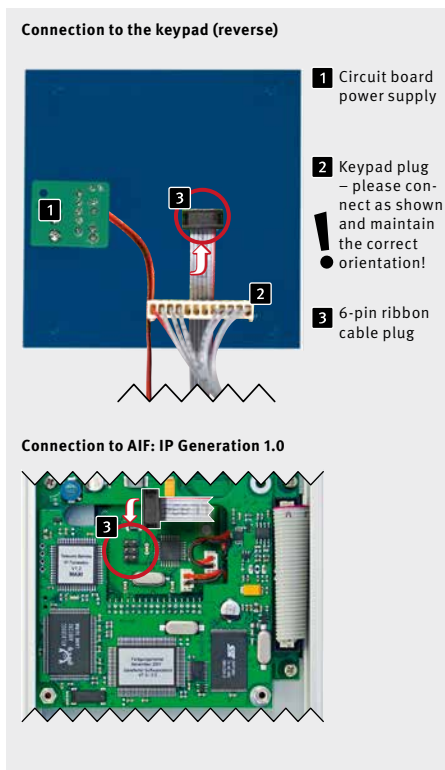 Connection to the keypad (reverse)
1 Circuit board
power supply
2 Keypad plug
– please con-
nect as shown
and maintain
the correct
orientation!
!
3 6-pin ribbon
cable plug
1
3
2
Connection to AIF: IP Generation 1.0
3